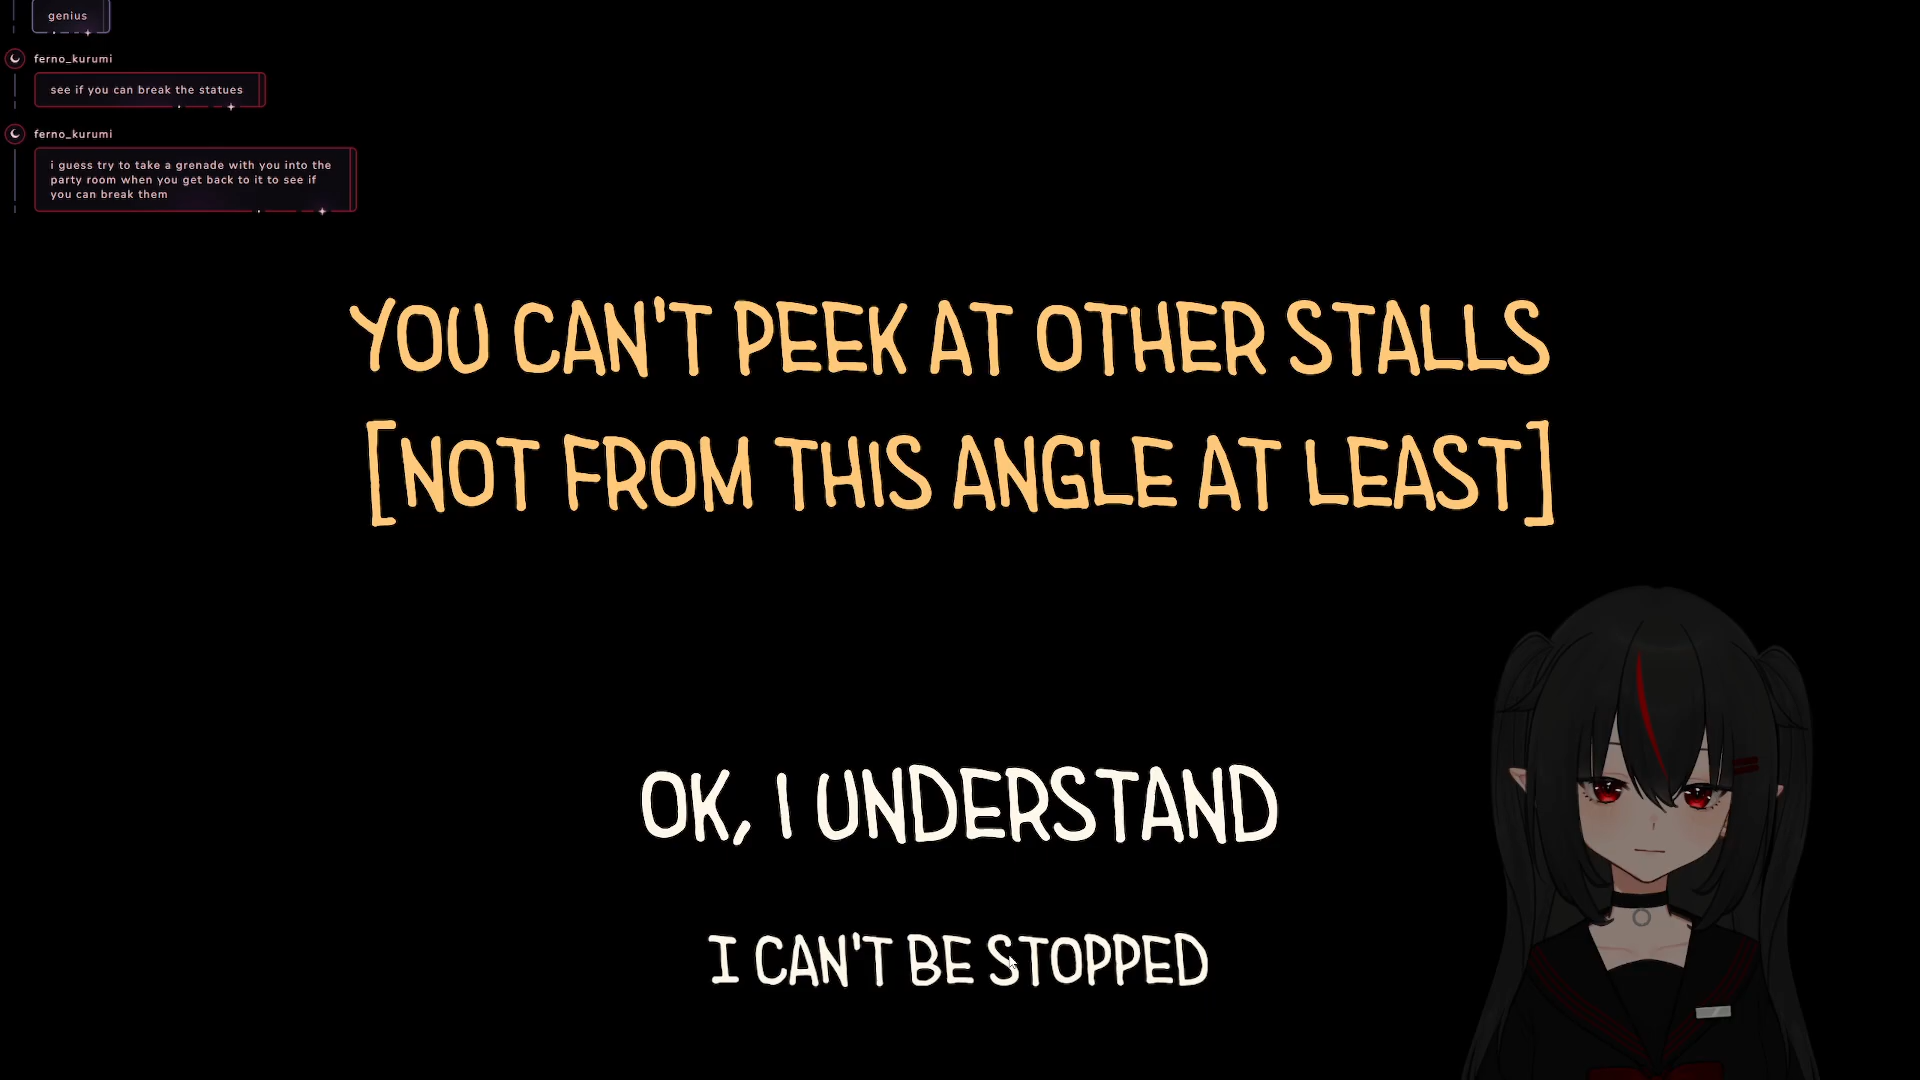 genius
ferno_kurumi
see if you can break the statues
ferno_kurumi
i guess try to take a grenade with you into the
party room when you get back to it to see if
you can break them
YOU CAN'T PEEK AT OTHER STALLS
[NOT FROM THIS ANGLE AT LEAST]
OK, I UNDERSTAND
I CAN'T BE STOPPED